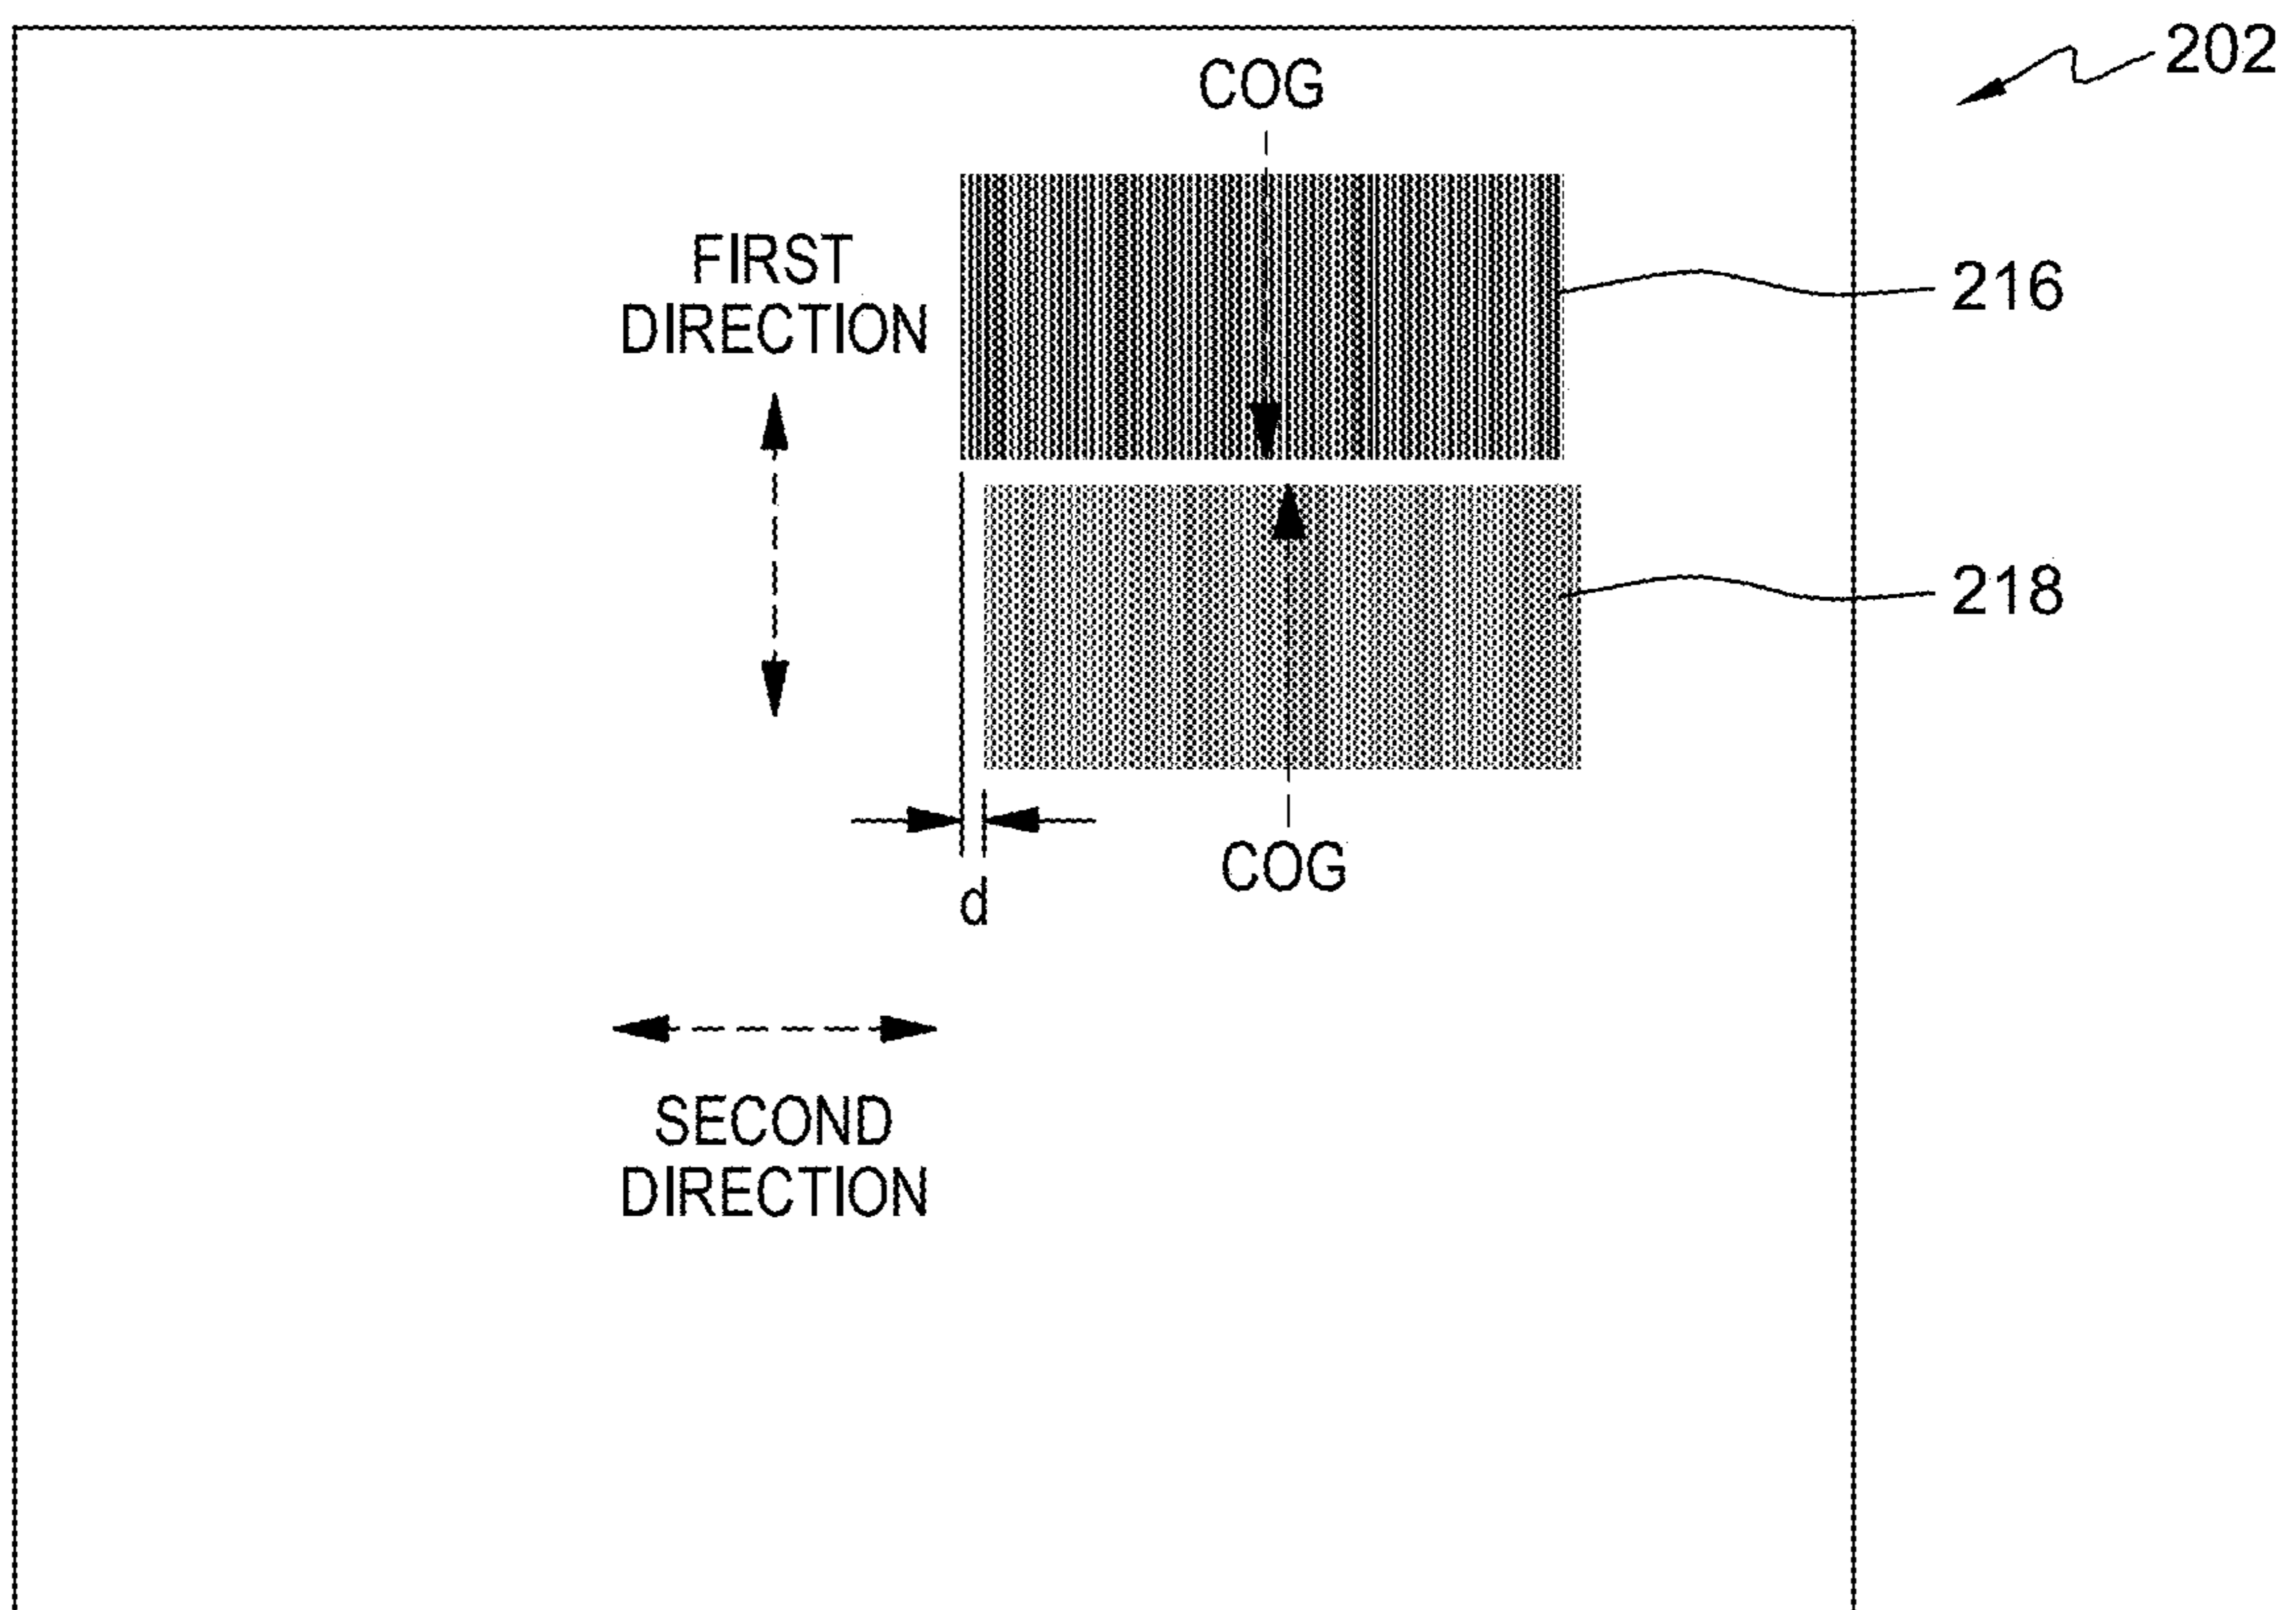 202
COG
FIRST
DIRECTION
216
218
COG
d
SECOND
DIRECTION